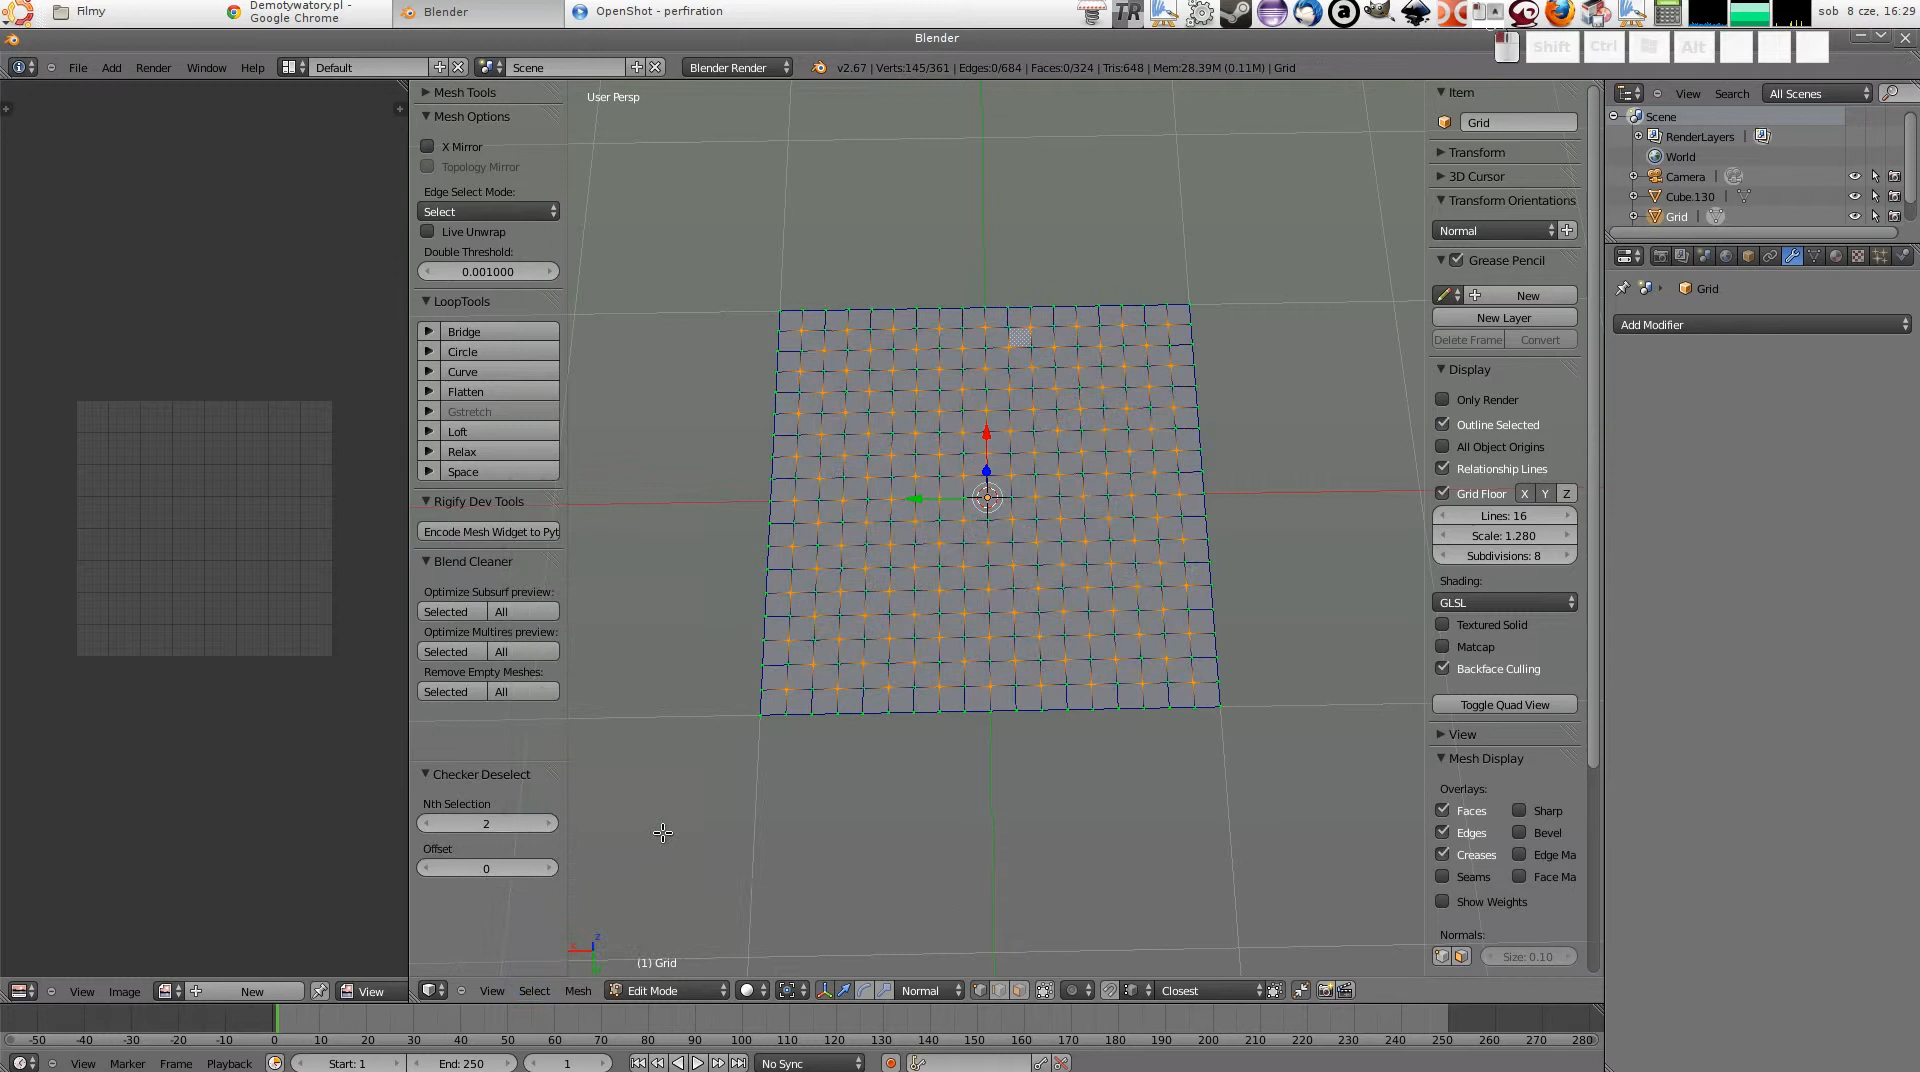 Filmy
Demotywatory.pl -
Google Chrome
Blender
OpenShot - perfiration
TR
A
sob 8 cze, 16:29
Blender
Shift
Ctrl
Alt
File
Add
Render
Window
Help
Default
Scene
Blender Render
v2.67 | Verts:145/361 | Edges:0/684 | Faces:0/324 | Tris:648 | Mem:28.39M (0.11M) | Grid
Mesh Tools
Mesh Options
X Mirror
Topology Mirror
Edge Select Mode:
Select
Live Unwrap
Double Threshold:
0.001000
LoopTools
Bridge
Circle
Curve
Flatten
Gstretch
Loft
Relax
Space
Rigify Dev Tools
Encode Mesh Widget to Pyt
Blend Cleaner
Optimize Subsurf preview:
Selected
All
Optimize Multires preview:
Selected
All
Remove Empty Meshes:
Selected
All
Checker Deselect
Nth Selection
2
Offset
0
User Persp
x
z
(1) Grid
Item
Grid
Transform
3D Cursor
Transform Orientations
Normal
Grease Pencil
New
New Layer
Delete Frame
Convert
Display
Only Render
Outline Selected
All Object Origins
Relationship Lines
Grid Floor
X
Y
Z
Lines: 16
Scale: 1.280
Subdivisions: 8
Shading:
GLSL
Textured Solid
Matcap
Backface Culling
Toggle Quad View
View
Mesh Display
Overlays:
Faces
Sharp
Edges
Bevel
Creases
Edge Ma
Seams
Face Ma
Show Weights
Normals:
Size: 0.10
View
Search
All Scenes
Scene
RenderLayers
World
Camera
Cube.130
Grid
Grid
Add Modifier
View
Image
New
View
View
Select
Mesh
Edit Mode
Normal
Closest
-50 -40 -30 -20 -10 0 10 20 30 40 50 60 70 80 90 100 110 120 130 140 150 160 170 180 190 200 210 220 230 240 250 260 270 280
View
Marker
Frame
Playback
Start: 1
End: 250
1
No Sync